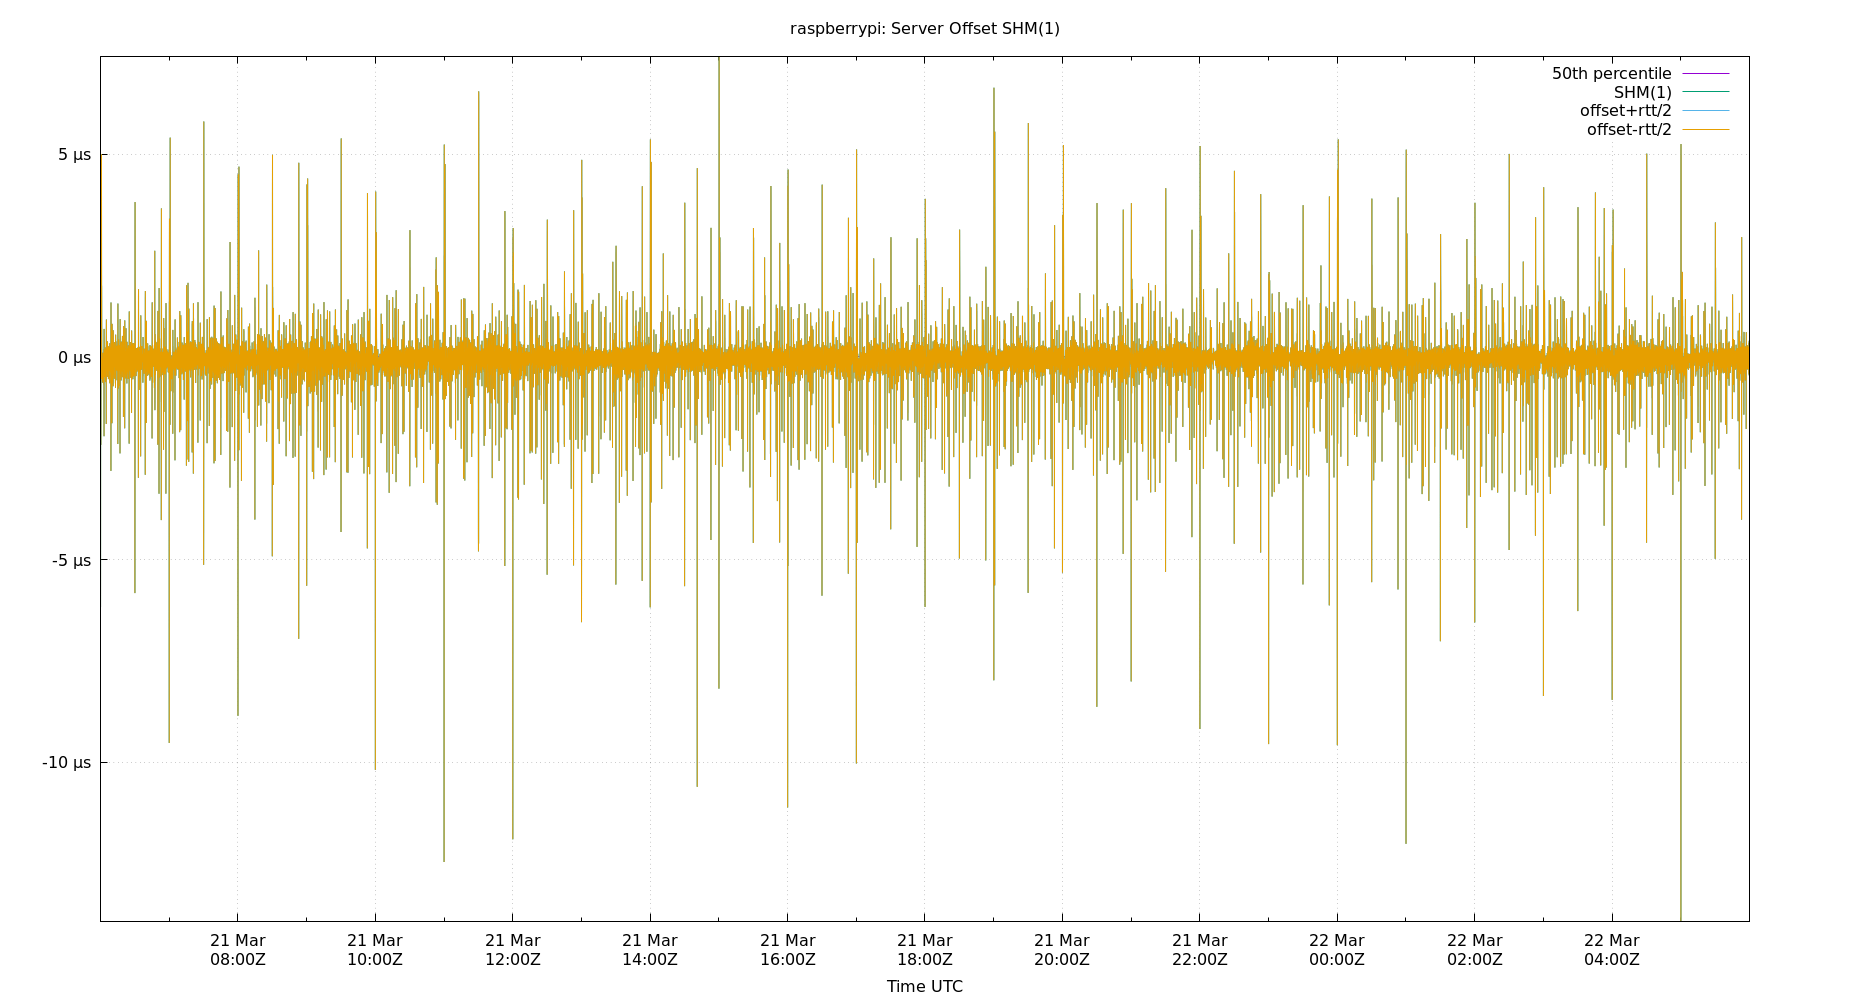 raspberrypi: Server Offset SHM(1)
50th percentile
SHM(1)
offset+rtt/2
offset-rtt/2
5 µs
0 µs
-5 µs
-10 µs
21 Mar 21 Mar 21 Mar 21 Mar 21 Mar 21 Mar 21 Mar 21 Mar 22 Mar 22 Mar 22 Mar
08:00Z 10:00Z 12:00Z 14:00Z 16:00Z 18:00Z 20:00Z 22:00Z 00:00Z 02:00Z 04:00Z
Time UTC